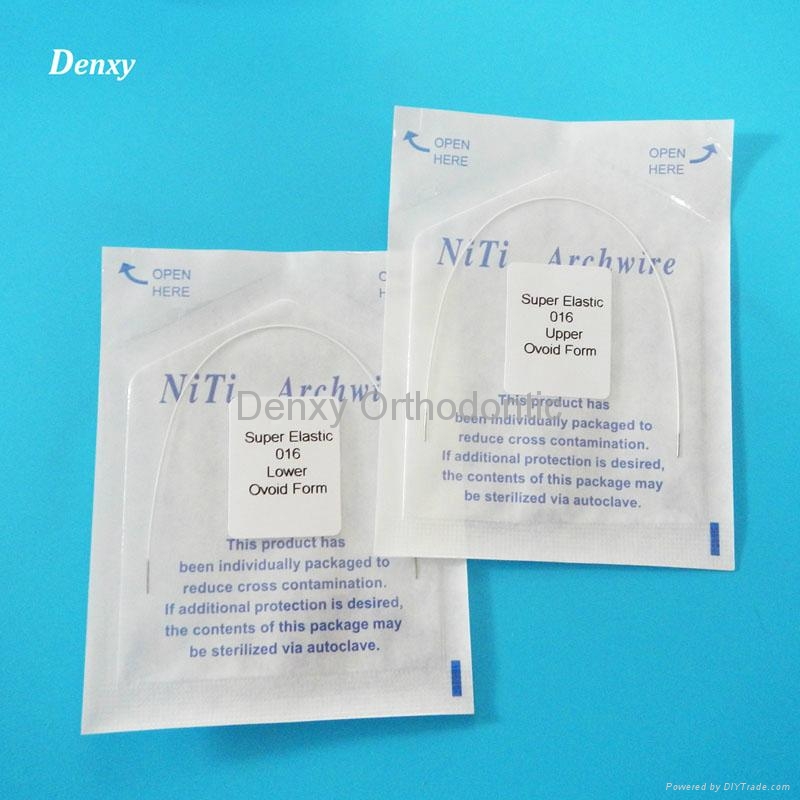 Denxy
OPEN
HERE
OPEN
HERE
NiTi Archwire
Super Elastic
016
Upper
Ovoid Form
This product has
been individually packaged to
reduce cross contamination.
If additional protection is desired,
the contents of this package may
be sterilized via autoclave.
OPEN
HERE
NiTi Archwi
Super Elastic
016
Lower
Ovoid Form
This product has
been individually packaged to
reduce cross contamination.
If additional protection is desired,
the contents of this package may
be sterilized via autoclave.
Denxy Orthodontic
Powered by DIYTrade.com